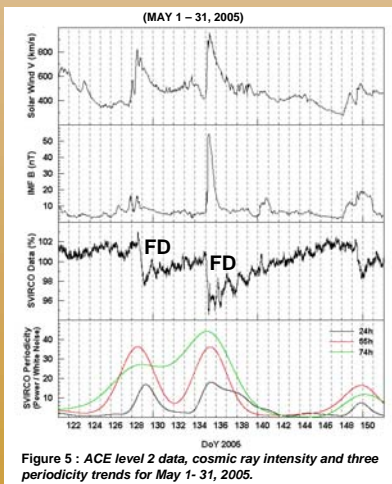 (MAY 1 – 31, 2005)
Solar Wind V (km/s)
800
600
400
IMF B (nT)
50
40
30
20
10
SVIRCO Data (%)
102
100
98
96
FD
FD
SVIRCO Periodicity
(Power / White Noise)
40
30
20
10
24h
55h
74h
122 124 126 128 130 132 134 136 138 140 142 144 146 148 150
DoY 2005
Figure 5 : ACE level 2 data, cosmic ray intensity and three
periodicity trends for May 1- 31, 2005.